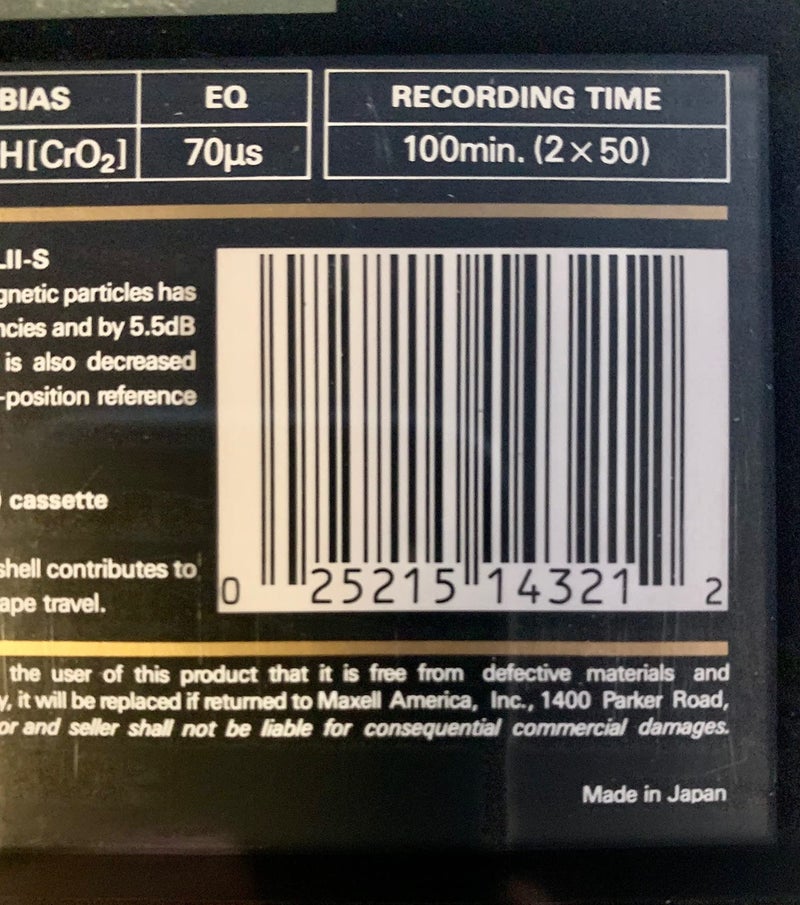 BIAS EQ RECORDING TIME
H[CrO₂] 70µs 100min. (2×50)
LII-S
gnetic particles has
ncies and by 5.5dB
is also decreased
-position reference
cassette
shell contributes to
ape travel.
0 25215 14321 2
the user of this product that it is free from defective materials and
y, it will be replaced if returned to Maxell America, Inc., 1400 Parker Road,
or and seller shall not be liable for consequential commercial damages.
Made in Japan